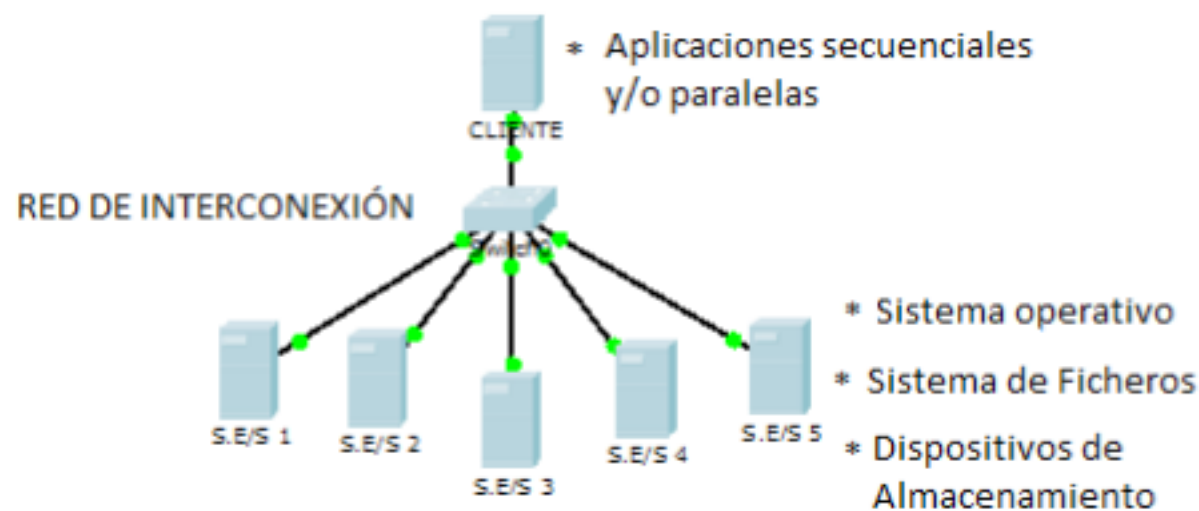 * Aplicaciones secuenciales
y/o paralelas
CLIENTE
RED DE INTERCONEXIÓN
Switch0
* Sistema operativo
* Sistema de Ficheros
S.E/S 1
S.E/S 2
S.E/S 3
S.E/S 4
S.E/S 5
* Dispositivos de
Almacenamiento